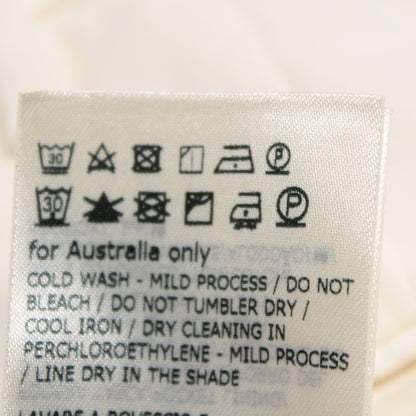 30 P
30 P
for Australia only
COLD WASH - MILD PROCESS / DO NOT
BLEACH / DO NOT TUMBLER DRY /
COOL IRON / DRY CLEANING IN
PERCHLOROETHYLENE - MILD PROCESS
/ LINE DRY IN THE SHADE